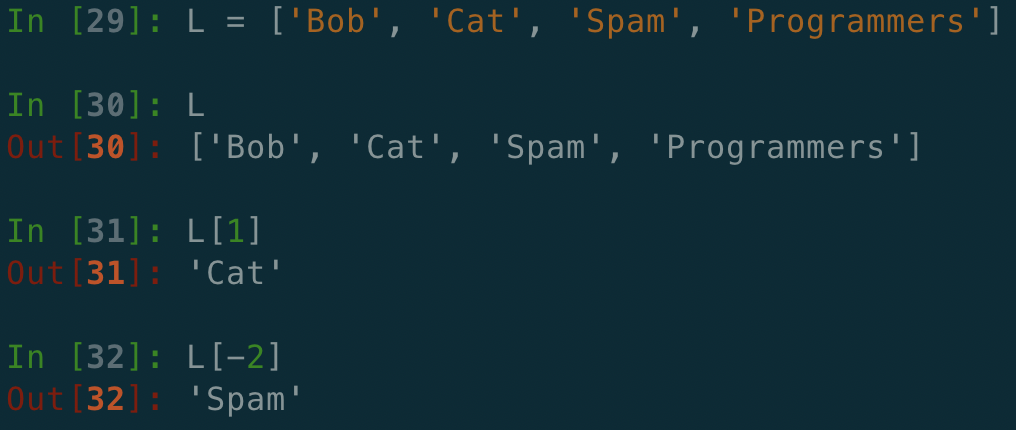 In [29]: L = ['Bob', 'Cat', 'Spam', 'Programmers']
In [30]: L
Out[30]: ['Bob', 'Cat', 'Spam', 'Programmers']
In [31]: L[1]
Out[31]: 'Cat'
In [32]: L[-2]
Out[32]: 'Spam'